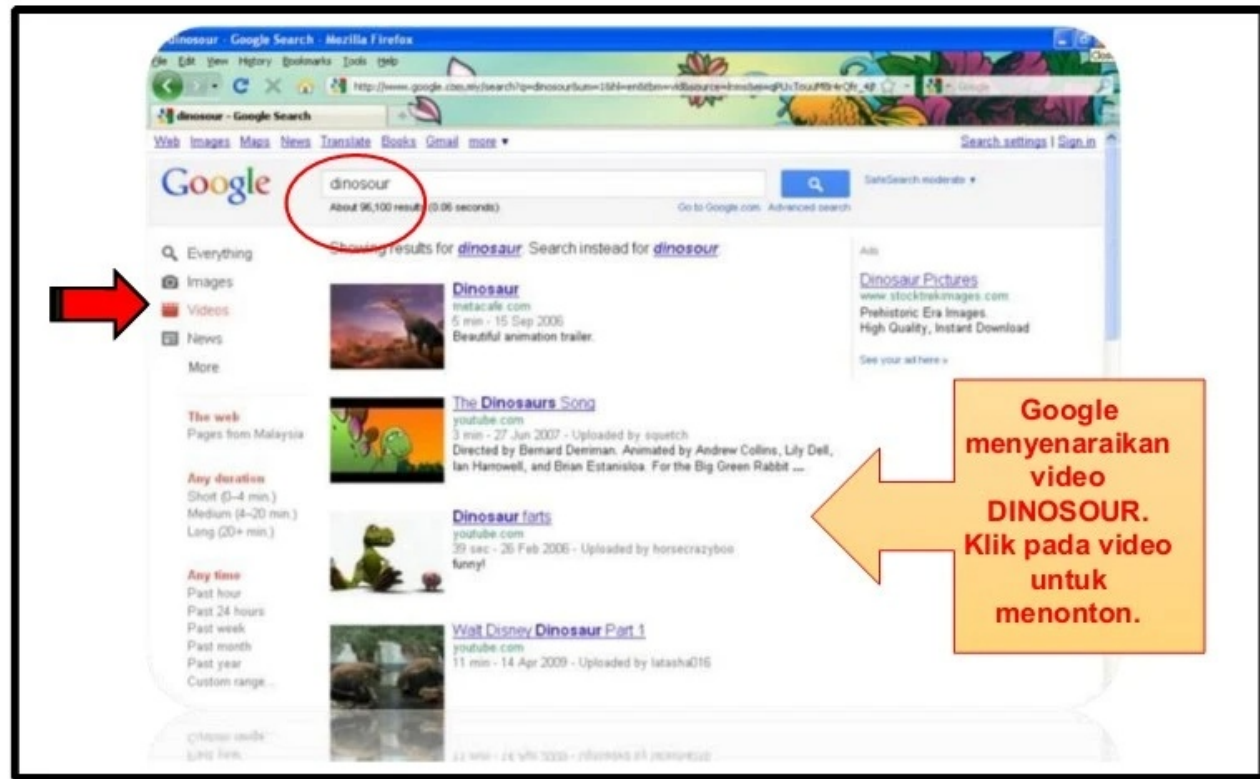 dinosour - Google Search - Mozilla Firefox
File Edit View History Bookmarks Tools Help
Close
dinosour - Google Search
Web Images Maps News Translate Books Gmail more ▼
Search settings | Sign in
Google
dinosour
SafeSearch moderate ▼
About 96,100 results (0.06 seconds)
Go to Google.com Advanced search
Everything
Images
Videos
News
More
The web
Pages from Malaysia
Any duration
Short (0–4 min.)
Medium (4–20 min.)
Long (20+ min.)
Any time
Past hour
Past 24 hours
Past week
Past month
Past year
Custom range...
Showing results for dinosaur. Search instead for dinosour
Dinosaur
metacafe.com
5 min - 15 Sep 2006
Beautiful animation trailer.
The Dinosaurs Song
youtube.com
3 min - 27 Jun 2007 - Uploaded by squetch
Directed by Bernard Derriman. Animated by Andrew Collins, Lily Dell,
Ian Harrowell, and Brian Estanisloa. For the Big Green Rabbit ...
Dinosaur farts
youtube.com
39 sec - 26 Feb 2006 - Uploaded by horsecrazyboo
funny!
Walt Disney Dinosaur Part 1
youtube.com
11 min - 14 Apr 2009 - Uploaded by latasha016
Ads
Dinosaur Pictures
www.stocktrekimages.com
Prehistoric Era Images.
High Quality, Instant Download
See your ad here »
Google
menyenaraikan
video
DINOSOUR.
Klik pada video
untuk
menonton.